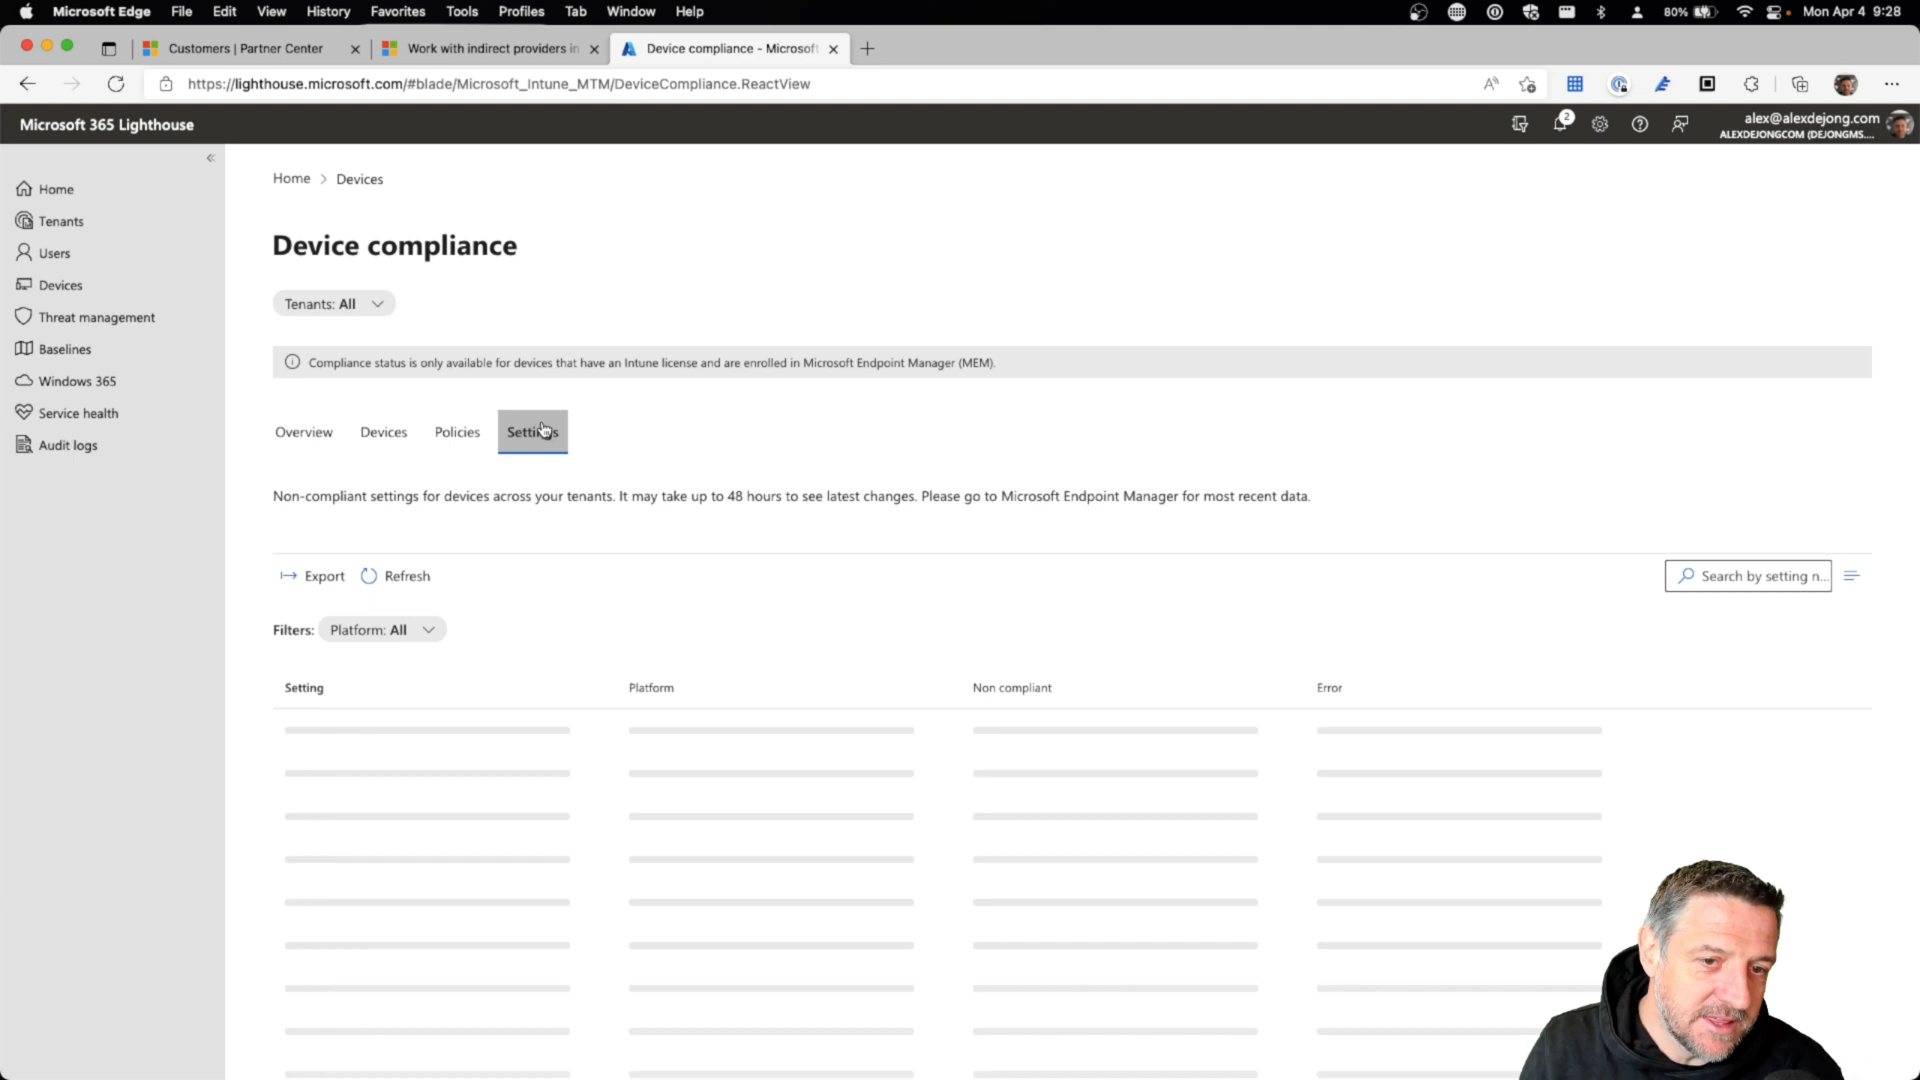 Microsoft Edge File Edit View History Favorites Tools Profiles Tab Window Help 80% Mon Apr 4 9:28
Customers | Partner Center
Work with indirect providers in
Device compliance - Microsoft
https://lighthouse.microsoft.com/#blade/Microsoft_Intune_MTM/DeviceCompliance.ReactView
Microsoft 365 Lighthouse
2
alex@alexdejong.com
ALEXDEJONGCOM (DEJONGMS....
Home
Tenants
Users
Devices
Threat management
Baselines
Windows 365
Service health
Audit logs
Home > Devices
Device compliance
Tenants: All
Compliance status is only available for devices that have an Intune license and are enrolled in Microsoft Endpoint Manager (MEM).
Overview Devices Policies Settings
Non-compliant settings for devices across your tenants. It may take up to 48 hours to see latest changes. Please go to Microsoft Endpoint Manager for most recent data.
Export Refresh
Search by setting n...
Filters: Platform: All
Setting Platform Non compliant Error